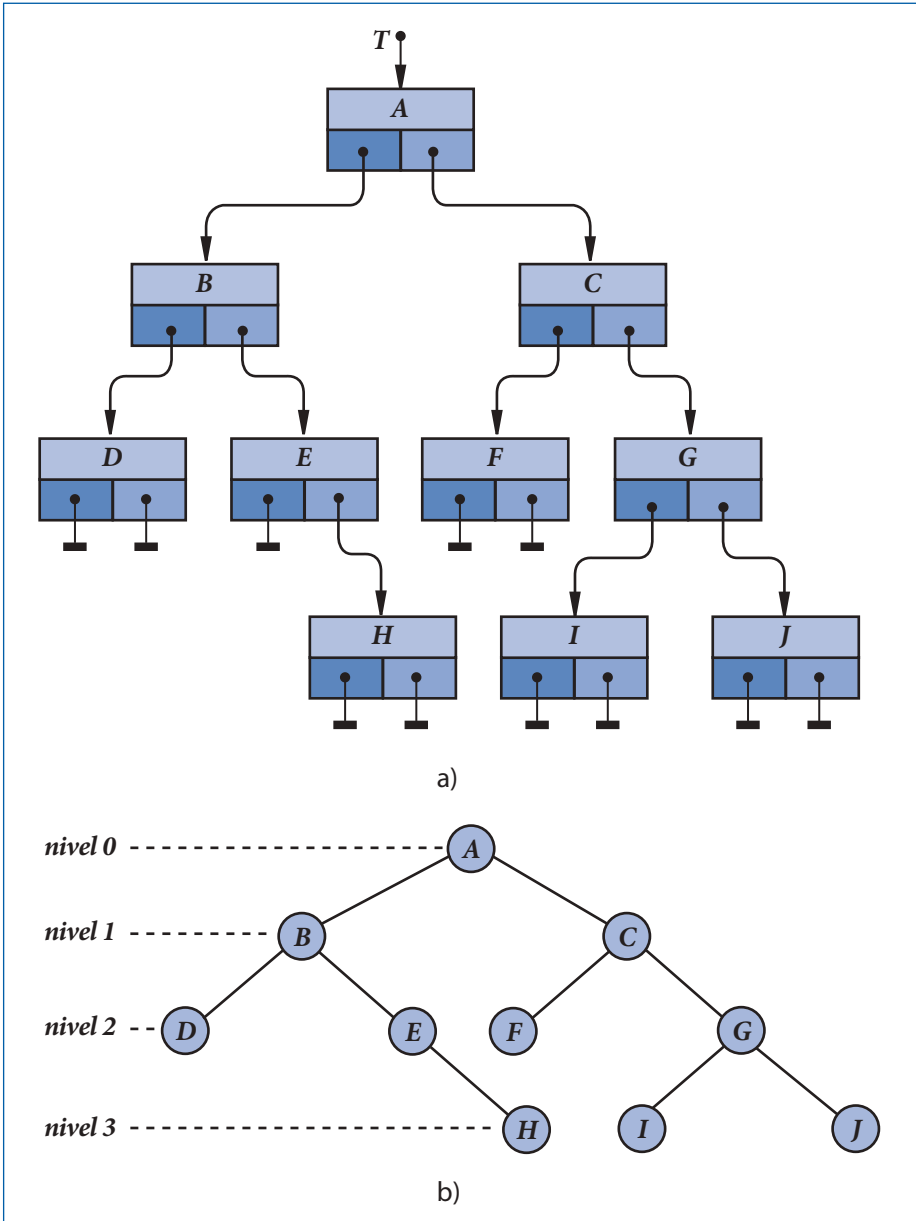 T
A
B C
D E F G
H I J
a)
nivel 0 A
nivel 1 B C
nivel 2 D E F G
nivel 3 H I J
b)